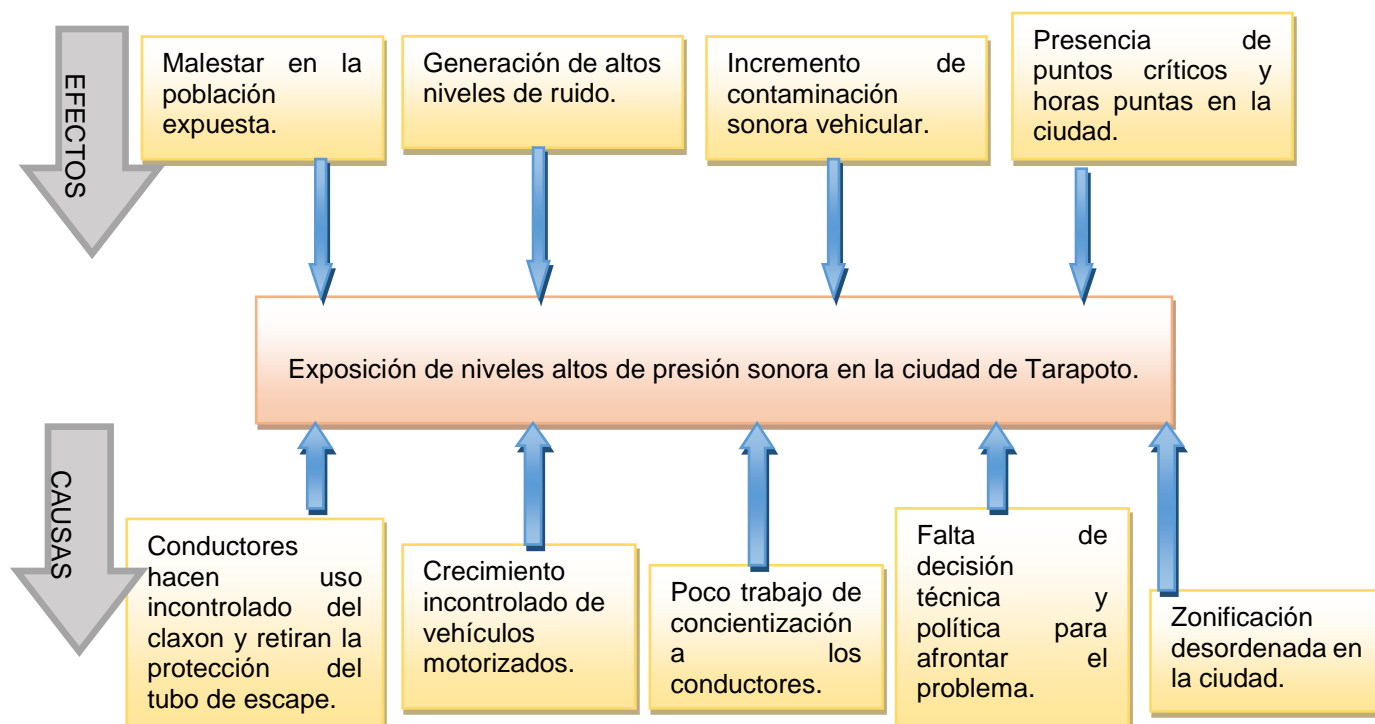 EFECTOS
Malestar en la
población
expuesta.
Generación de altos
niveles de ruido.
Incremento de
contaminación
sonora vehicular.
Presencia de
puntos críticos y
horas puntas en la
ciudad.
Exposición de niveles altos de presión sonora en la ciudad de Tarapoto.
CAUSAS
Conductores
hacen uso
incontrolado del
claxon y retiran la
protección del
tubo de escape.
Crecimiento
incontrolado de
vehículos
motorizados.
Poco trabajo de
concientización
a los
conductores.
Falta de
decisión
técnica y
política para
afrontar el
problema.
Zonificación
desordenada en
la ciudad.